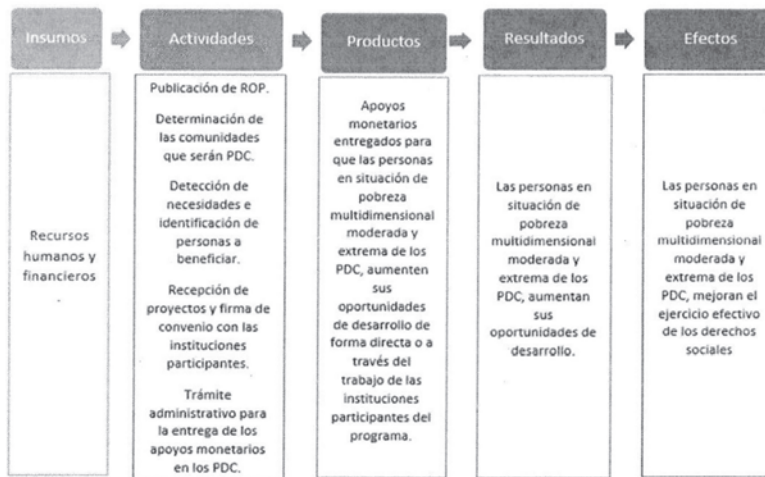 Insumos
Actividades
Productos
Resultados
Efectos
Recursos
humanos y
financieros
Publicación de ROP.
Determinación de
las comunidades
que serán PDC.
Detección de
necesidades e
identificación de
personas a
beneficiar.
Recepción de
proyectos y firma de
convenio con las
instituciones
participantes.
Trámite
administrativo para
la entrega de los
apoyos monetarios
en los PDC.
Apoyos
monetarios
entregados para
que las personas
en situación de
pobreza
multidimensional
moderada y
extrema de los
PDC, aumenten
sus
oportunidades
de desarrollo de
forma directa o a
través del
trabajo de las
instituciones
participantes del
programa.
Las personas en
situación de
pobreza
multidimensional
moderada y
extrema de los
PDC, aumentan
sus
oportunidades de
desarrollo.
Las personas en
situación de
pobreza
multidimensional
moderada y
extrema de los
PDC, mejoran el
ejercicio efectivo
de los derechos
sociales